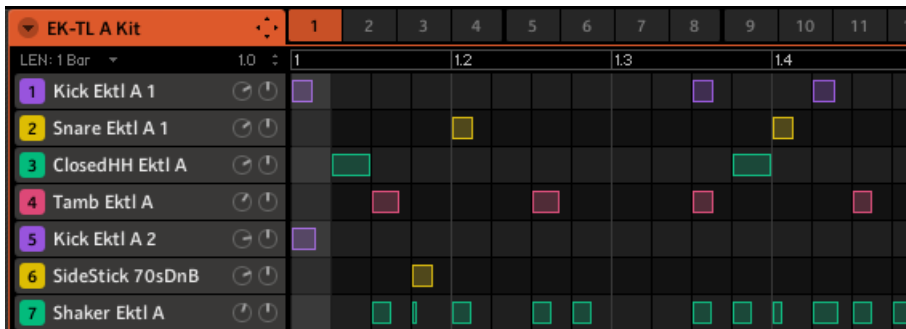 EK-TL A Kit 1 2 3 4 5 6 7 8 9 10 11
LEN: 1 Bar 1.0 1 1.2 1.3 1.4
1 Kick Ektl A 1
2 Snare Ektl A 1
3 ClosedHH Ektl A
4 Tamb Ektl A
5 Kick Ektl A 2
6 SideStick 70sDnB
7 Shaker Ektl A